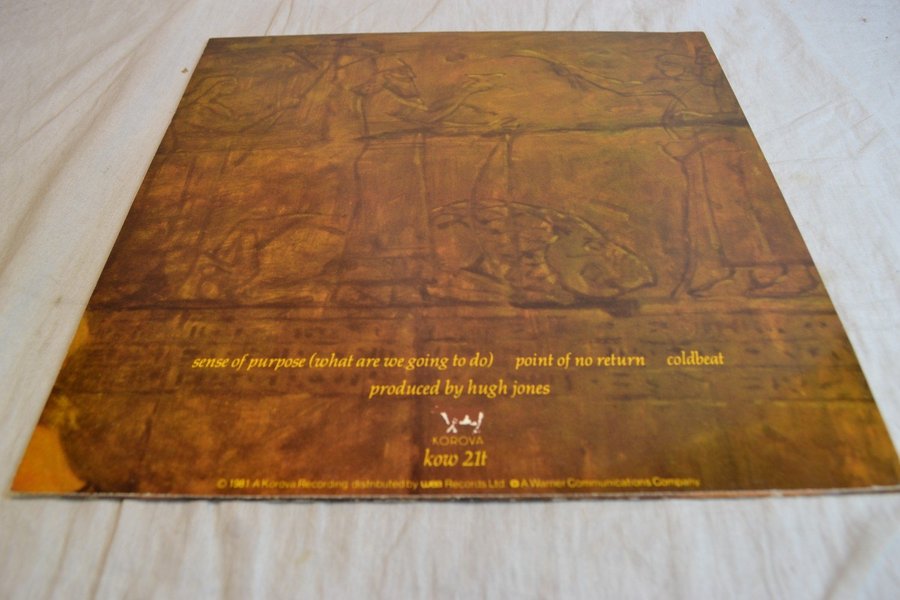 sense of purpose (what are we going to do) point of no return coldbeat
produced by hugh jones
KOROVA
kow 21t
© 1981 A Korova Recording distributed by wea Records Ltd. A Warner Communications Company